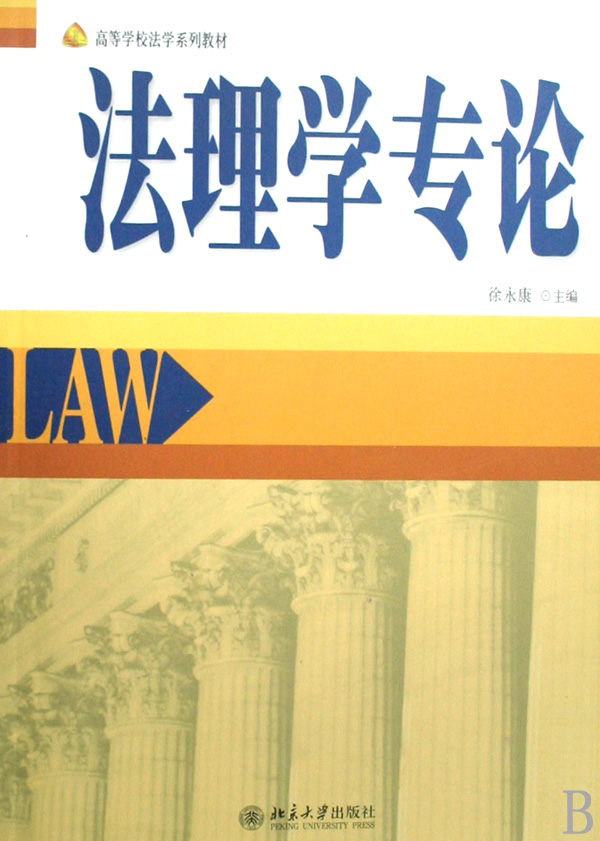 高等学校法学系列教材
法理学专论
徐永康 ⊙主编
LAW
北京大学出版社
PEKING UNIVERSITY PRESS
B